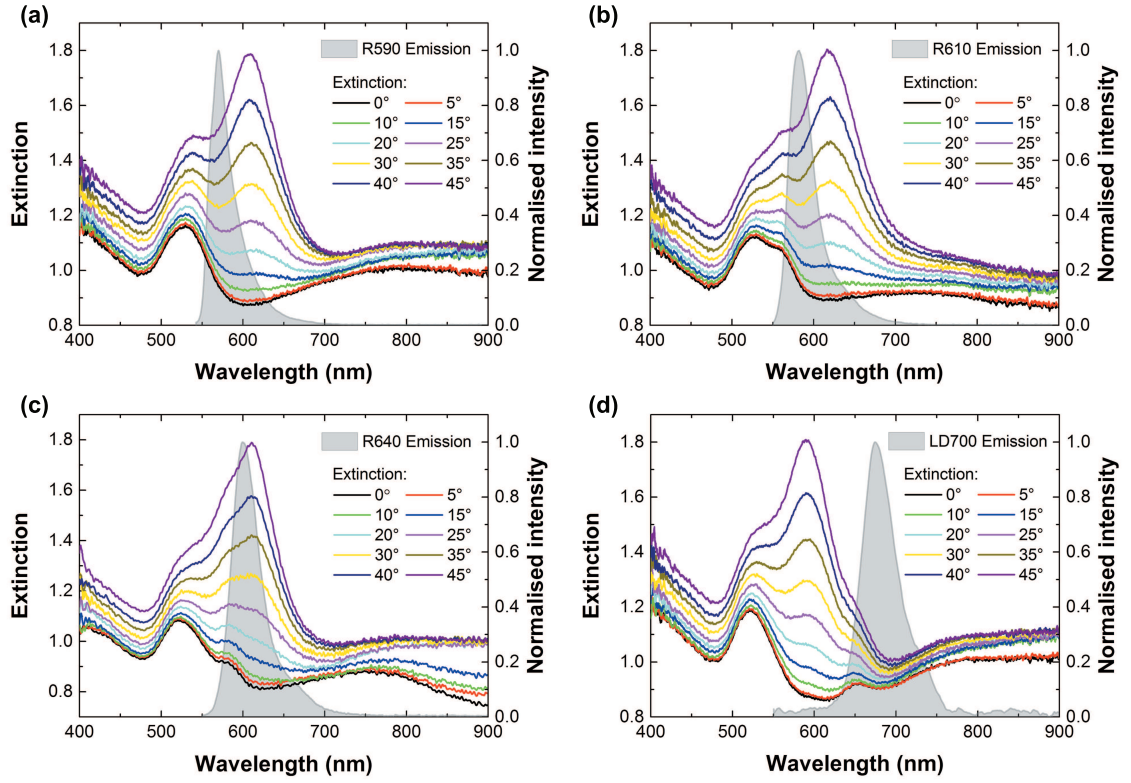 (a)
R590 Emission
Extinction:
0° 5°
10° 15°
20° 25°
30° 35°
40° 45°
Extinction
1.8
1.6
1.4
1.2
1.0
0.8
Normalised intensity
1.0
0.8
0.6
0.4
0.2
0.0
400 500 600 700 800 900
Wavelength (nm)
(b)
R610 Emission
Extinction:
0° 5°
10° 15°
20° 25°
30° 35°
40° 45°
Extinction
1.8
1.6
1.4
1.2
1.0
0.8
Normalised intensity
1.0
0.8
0.6
0.4
0.2
0.0
400 500 600 700 800 900
Wavelength (nm)
(c)
R640 Emission
Extinction:
0° 5°
10° 15°
20° 25°
30° 35°
40° 45°
Extinction
1.8
1.6
1.4
1.2
1.0
0.8
Normalised intensity
1.0
0.8
0.6
0.4
0.2
0.0
400 500 600 700 800 900
Wavelength (nm)
(d)
LD700 Emission
Extinction:
0° 5°
10° 15°
20° 25°
30° 35°
40° 45°
Extinction
1.8
1.6
1.4
1.2
1.0
0.8
Normalised intensity
1.0
0.8
0.6
0.4
0.2
0.0
400 500 600 700 800 900
Wavelength (nm)